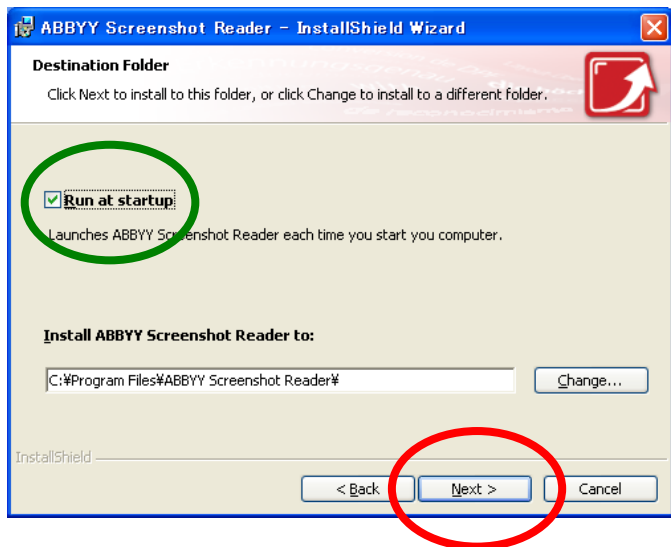 ABBYY Screenshot Reader - InstallShield Wizard
Destination Folder
Click Next to install to this folder, or click Change to install to a different folder.
Run at startup
Launches ABBYY Screenshot Reader each time you start you computer.
Install ABBYY Screenshot Reader to:
C:¥Program Files¥ABBYY Screenshot Reader¥
Change...
InstallShield
< Back
Next >
Cancel